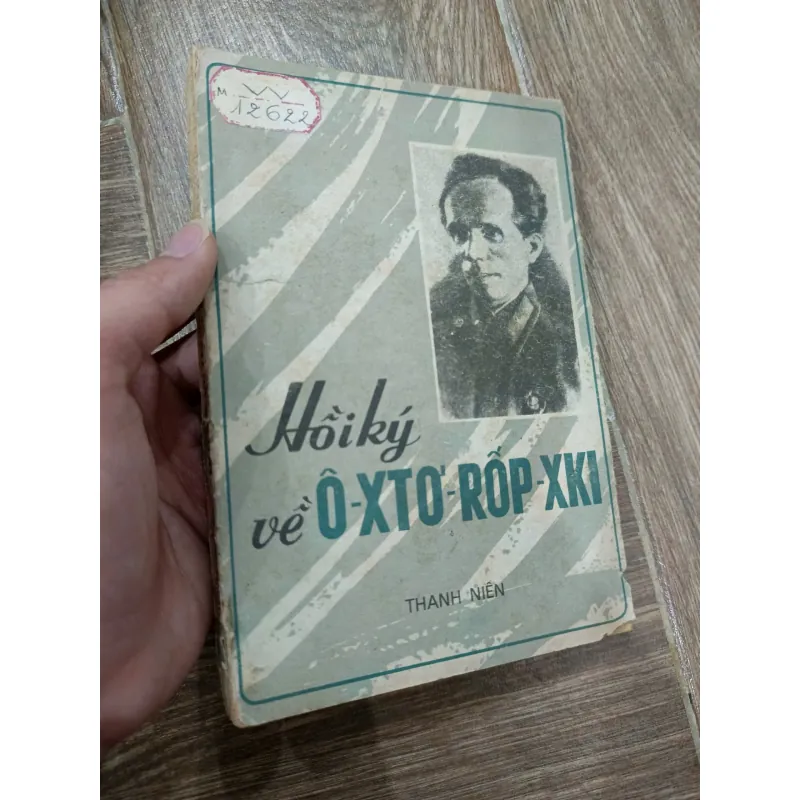 M VV
12622
Hồi ký
về Ô-XTƠ-RỐP-XKI
THANH NIÊN